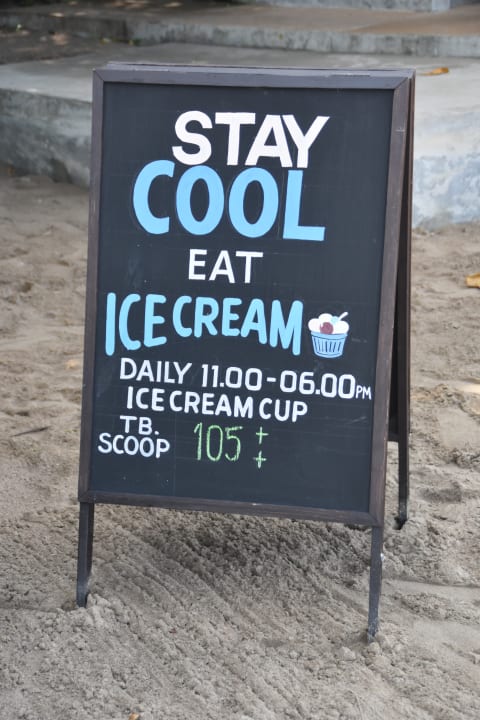 STAY
COOL
EAT
ICE CREAM
DAILY 11.00-06.00PM
ICE CREAM CUP
TB.
SCOOP 105 ‡